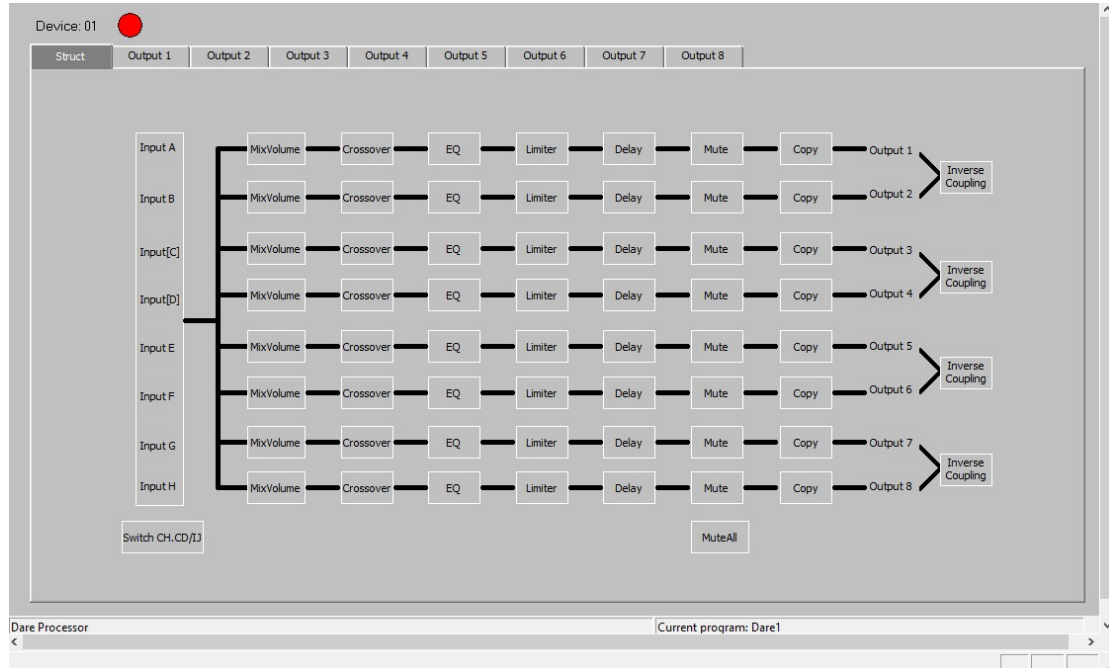 Device: 01
Struct Output 1 Output 2 Output 3 Output 4 Output 5 Output 6 Output 7 Output 8
Input A MixVolume Crossover EQ Limiter Delay Mute Copy Output 1
Inverse
Coupling
Input B MixVolume Crossover EQ Limiter Delay Mute Copy Output 2
Input[C] MixVolume Crossover EQ Limiter Delay Mute Copy Output 3
Inverse
Coupling
Input[D] MixVolume Crossover EQ Limiter Delay Mute Copy Output 4
Input E MixVolume Crossover EQ Limiter Delay Mute Copy Output 5
Inverse
Coupling
Input F MixVolume Crossover EQ Limiter Delay Mute Copy Output 6
Input G MixVolume Crossover EQ Limiter Delay Mute Copy Output 7
Inverse
Coupling
Input H MixVolume Crossover EQ Limiter Delay Mute Copy Output 8
Switch CH.CD/IJ MuteAll
Dare Processor Current program: Dare1